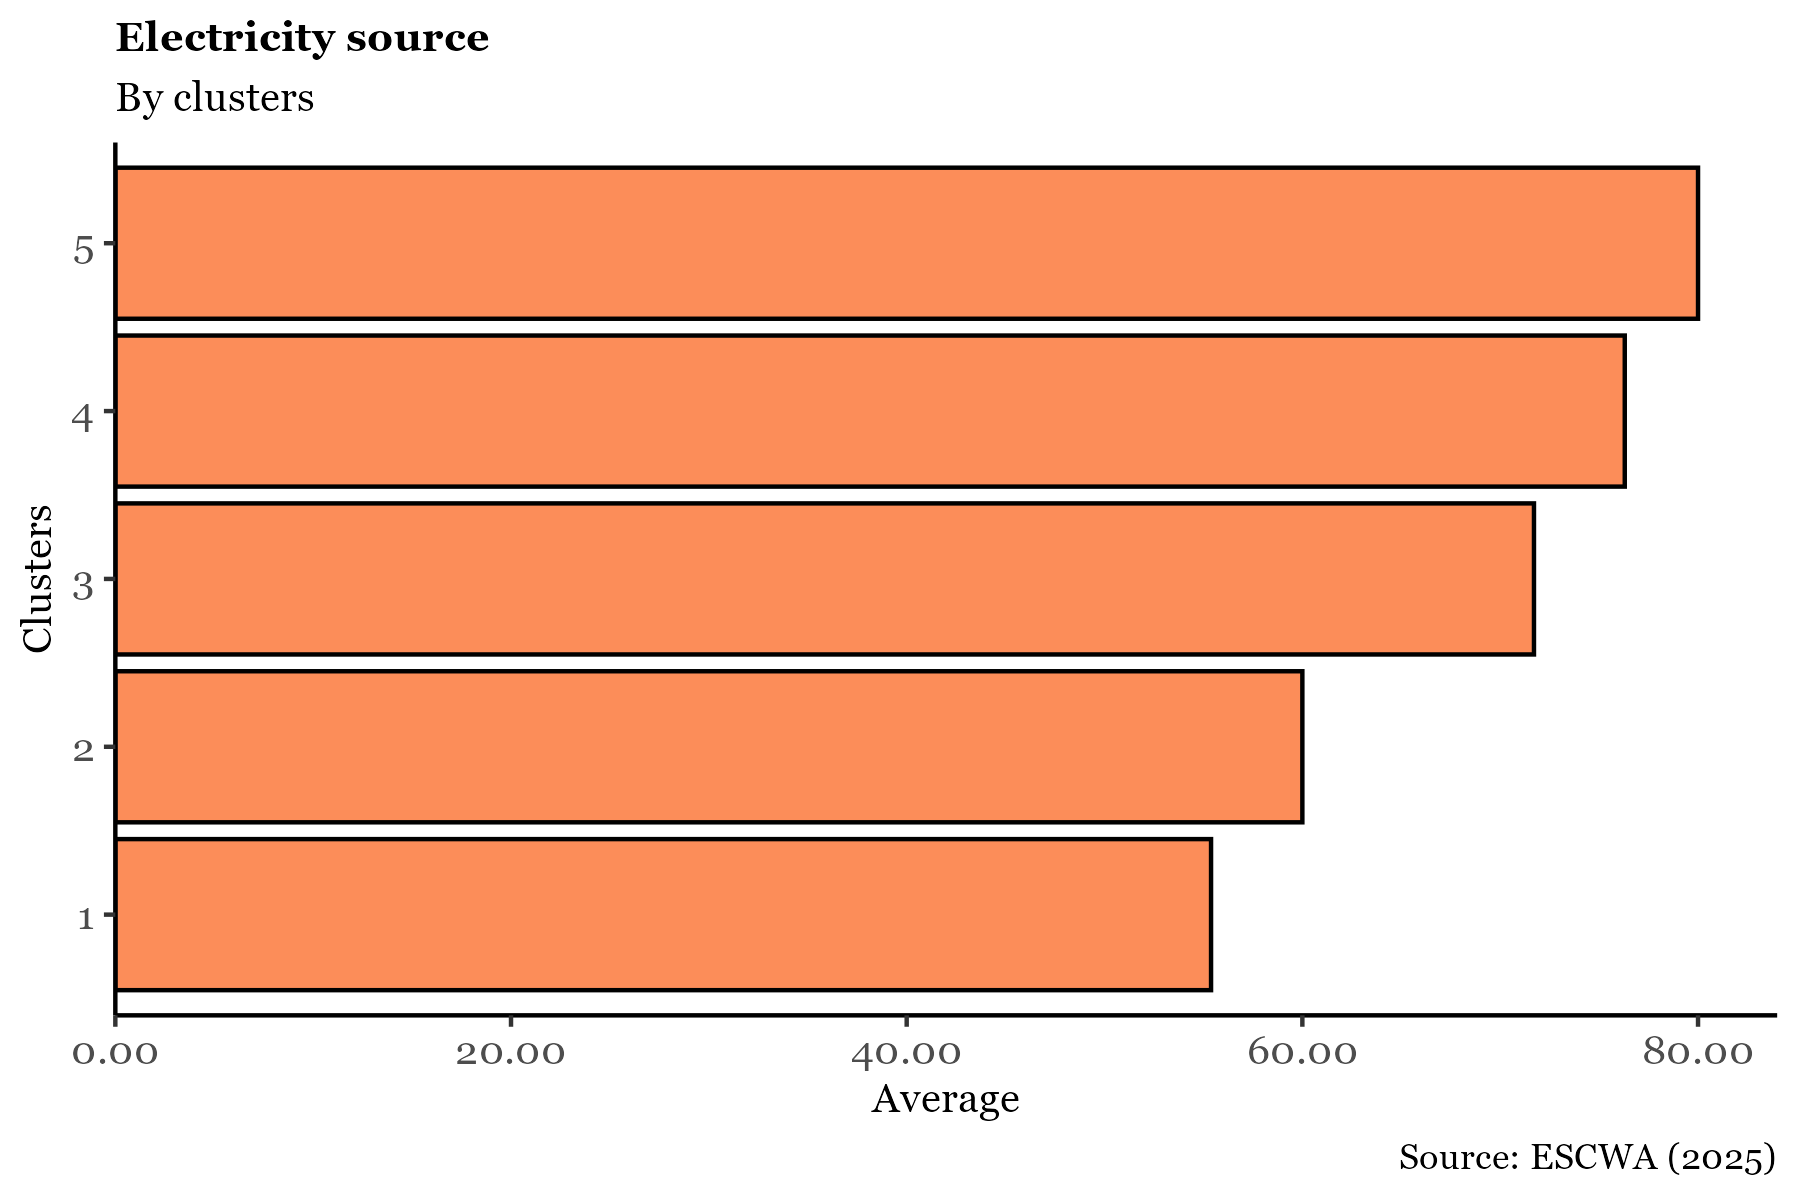 Electricity source
By clusters
5
4
3
2
1
Clusters
0.00 20.00 40.00 60.00 80.00
Average
Source: ESCWA (2025)